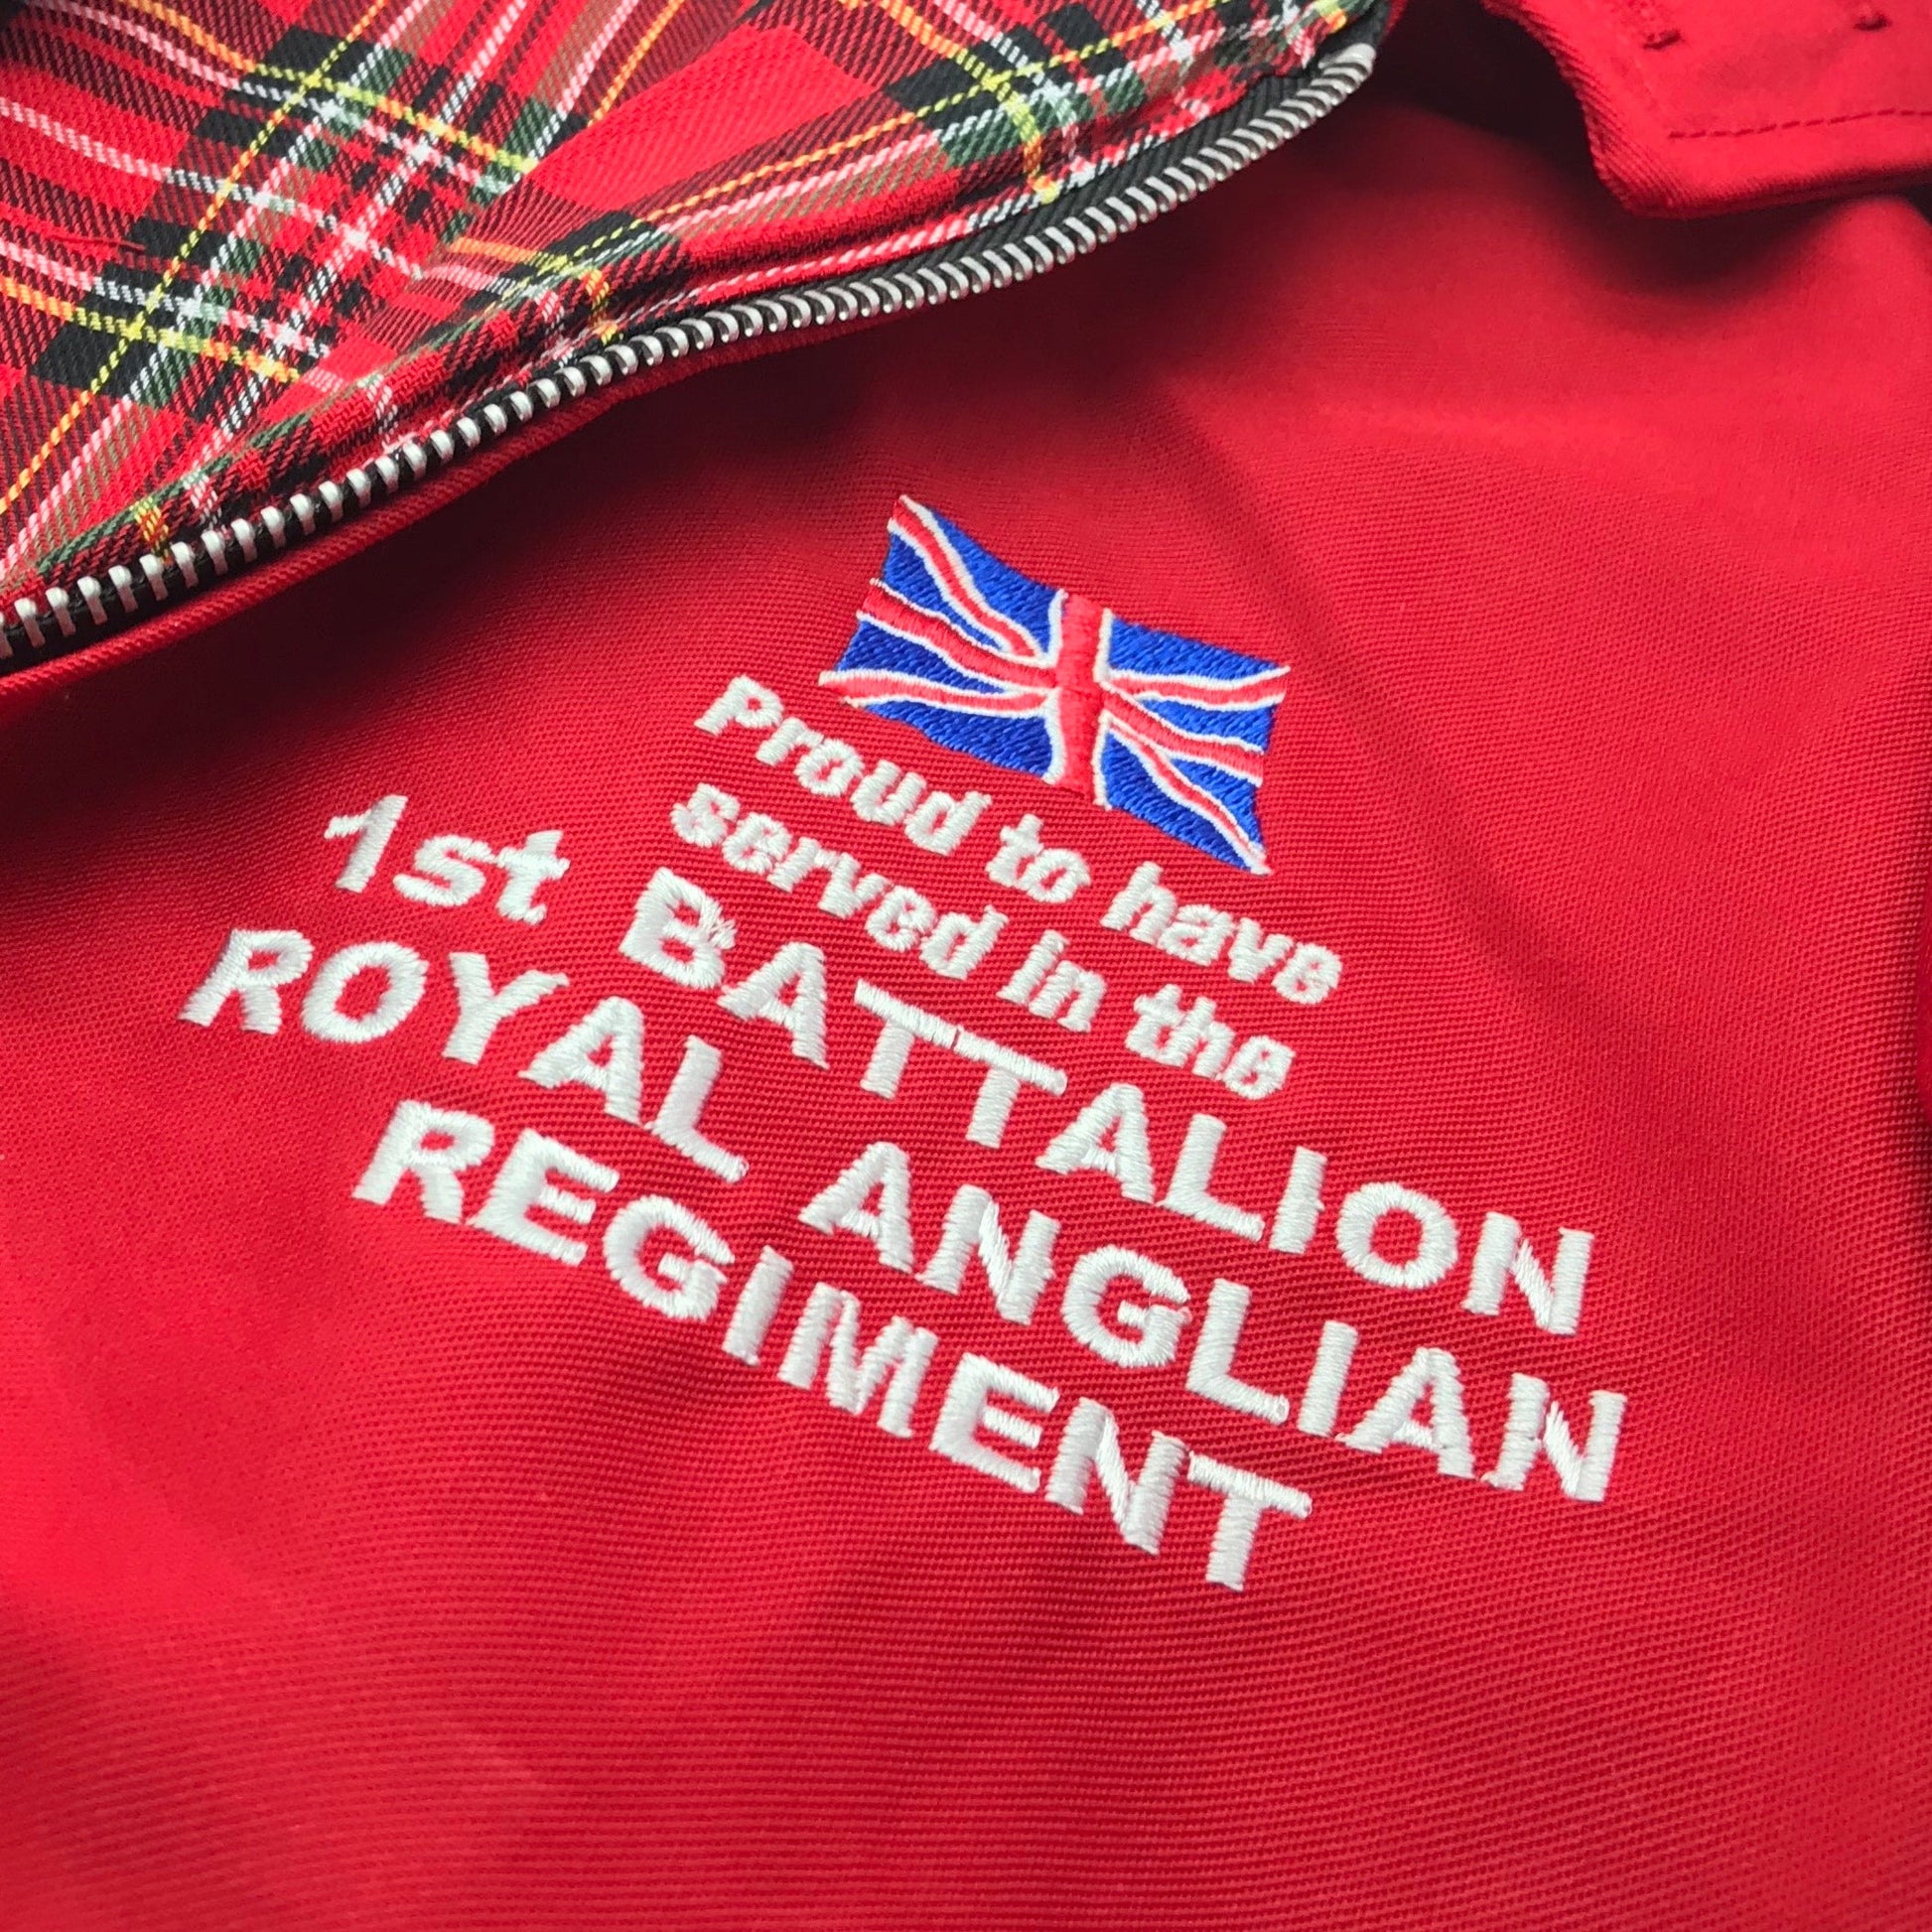 Proud to have
served in the
1st BATTALION
ROYAL ANGLIAN
REGIMENT